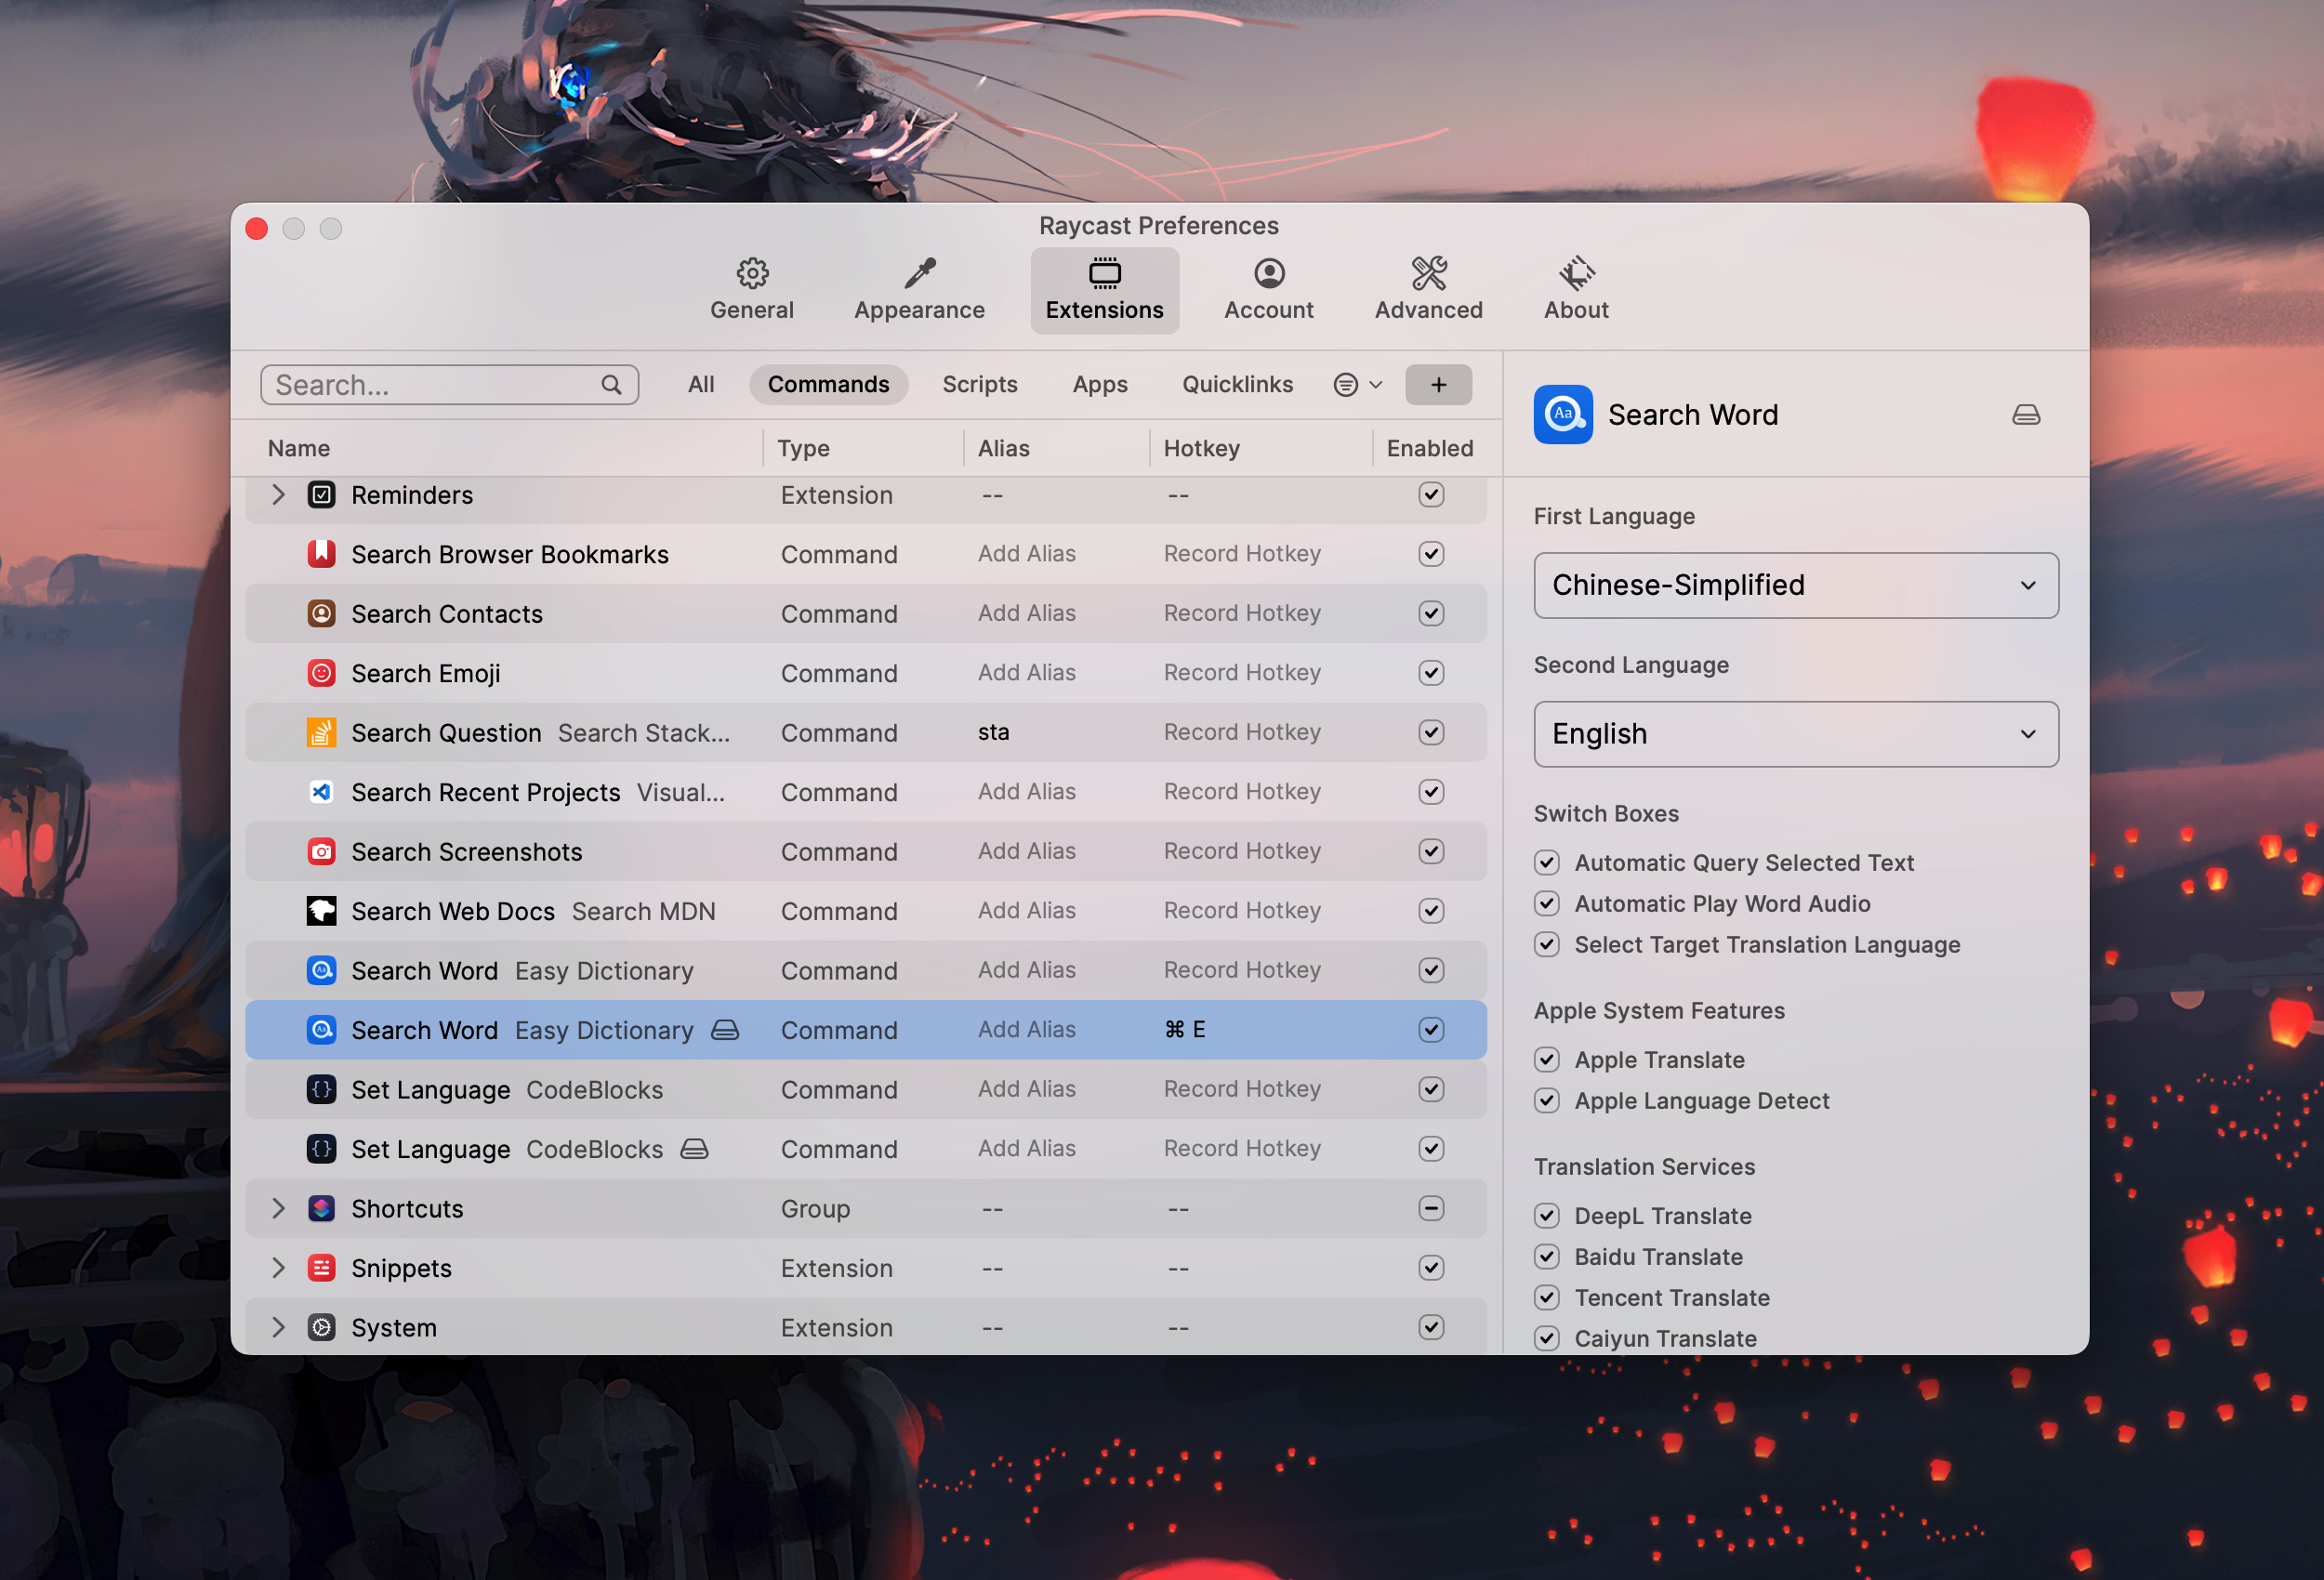 Raycast Preferences
General
Appearance
Extensions
Account
Advanced
About
Search...
All
Commands
Scripts
Apps
Quicklinks
+
Name Type Alias Hotkey Enabled
Reminders Extension -- --
Search Browser Bookmarks Command Add Alias Record Hotkey
Search Contacts Command Add Alias Record Hotkey
Search Emoji Command Add Alias Record Hotkey
Search Question Search Stack... Command sta Record Hotkey
Search Recent Projects Visual... Command Add Alias Record Hotkey
Search Screenshots Command Add Alias Record Hotkey
Search Web Docs Search MDN Command Add Alias Record Hotkey
Search Word Easy Dictionary Command Add Alias Record Hotkey
Search Word Easy Dictionary Command Add Alias ⌘ E
Set Language CodeBlocks Command Add Alias Record Hotkey
Set Language CodeBlocks Command Add Alias Record Hotkey
Shortcuts Group -- --
Snippets Extension -- --
System Extension -- --
Aa Search Word
First Language
Chinese-Simplified
Second Language
English
Switch Boxes
Automatic Query Selected Text
Automatic Play Word Audio
Select Target Translation Language
Apple System Features
Apple Translate
Apple Language Detect
Translation Services
DeepL Translate
Baidu Translate
Tencent Translate
Caiyun Translate